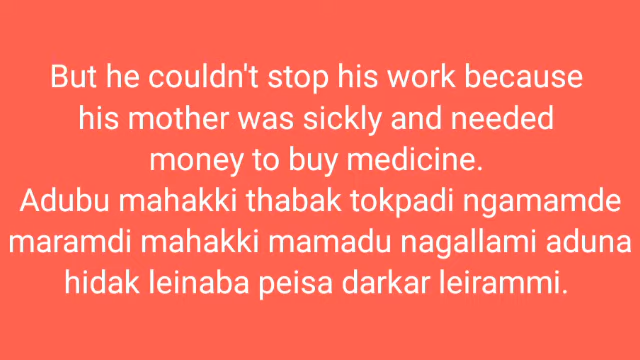 But he couldn't stop his work because
his mother was sickly and needed
money to buy medicine.
Adubu mahakki thabak tokpadi ngamamde
maramdi mahakki mamadu nagallami aduna
hidak leinaba peisa darkar leirammi.